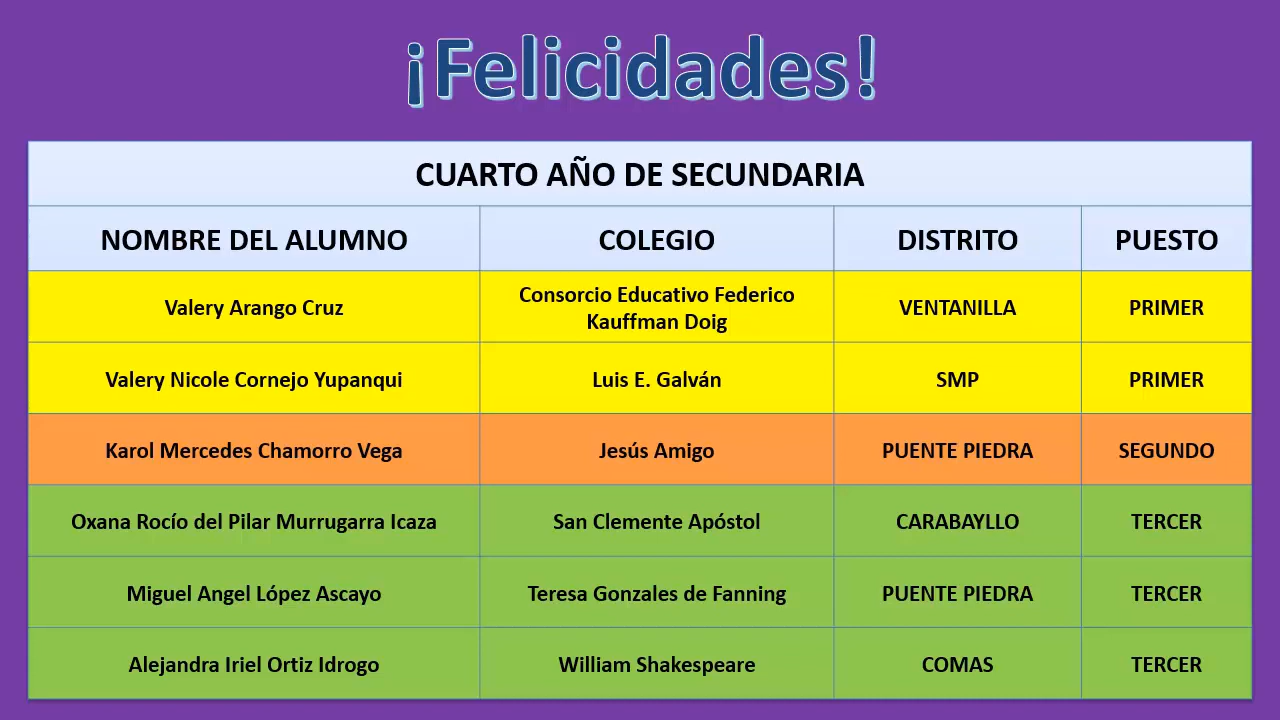 ¡Felicidades!
CUARTO AÑO DE SECUNDARIA
NOMBRE DEL ALUMNO COLEGIO DISTRITO PUESTO
Valery Arango Cruz Consorcio Educativo Federico
Kauffman Doig VENTANILLA PRIMER
Valery Nicole Cornejo Yupanqui Luis E. Galván SMP PRIMER
Karol Mercedes Chamorro Vega Jesús Amigo PUENTE PIEDRA SEGUNDO
Oxana Rocío del Pilar Murrugarra Icaza San Clemente Apóstol CARABAYLLO TERCER
Miguel Angel López Ascayo Teresa Gonzales de Fanning PUENTE PIEDRA TERCER
Alejandra Iriel Ortiz Idrogo William Shakespeare COMAS TERCER